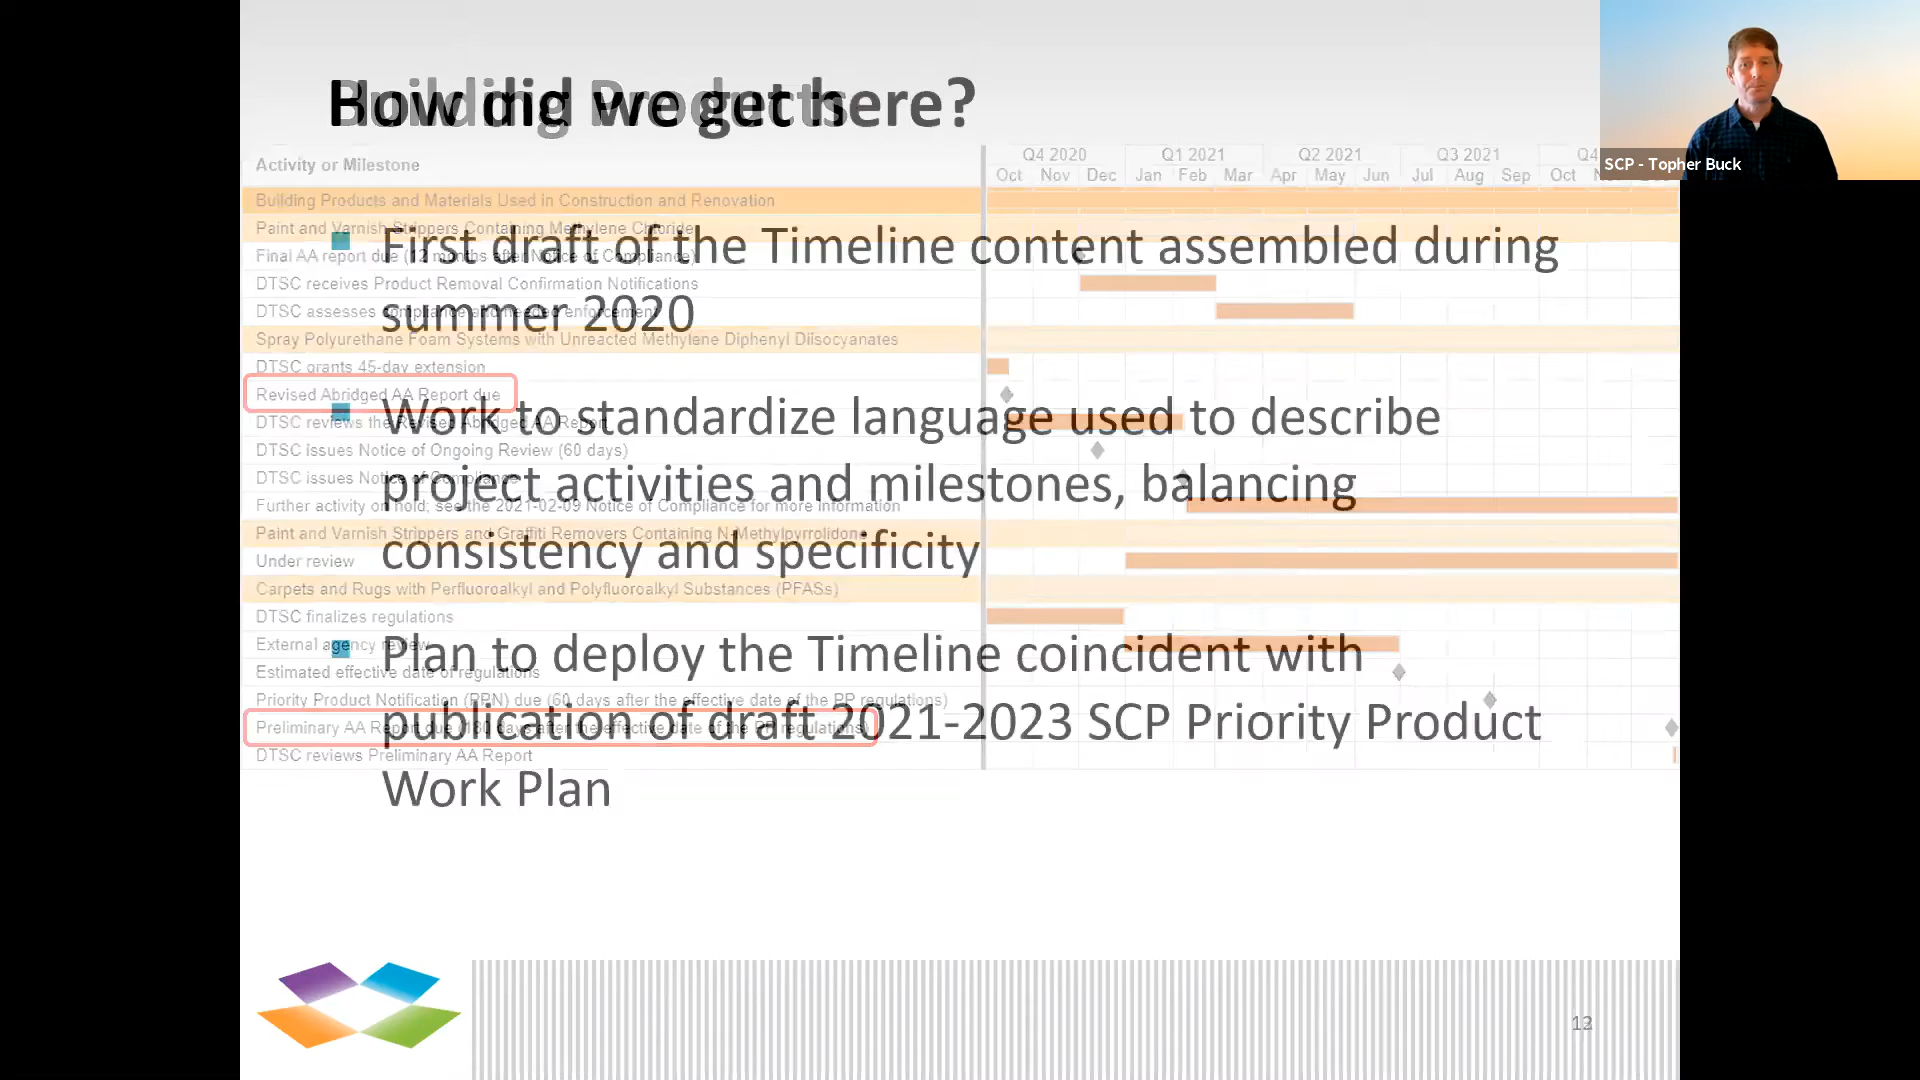 How did we get here?
Building Products
SCP - Topher Buck
Activity or Milestone
Q4 2020 Q1 2021 Q2 2021 Q3 2021 Q4
Oct Nov Dec Jan Feb Mar Apr May Jun Jul Aug Sep Oct
Building Products and Materials Used in Construction and Renovation
Paint and Varnish Strippers Containing Methylene Chloride
Final AA report due (12 months after Notice of Compliance)
DTSC receives Product Removal Confirmation Notifications
DTSC assesses compliance and needed enforcement
Spray Polyurethane Foam Systems with Unreacted Methylene Diphenyl Diisocyanates
DTSC grants 45-day extension
Revised Abridged AA Report due
DTSC reviews the Revised Abridged AA Report
DTSC issues Notice of Ongoing Review (60 days)
DTSC issues Notice of Compliance
Further activity on hold; see the 2021-02-09 Notice of Compliance for more information
Paint and Varnish Strippers and Graffiti Removers Containing N-Methylpyrrolidone
Under review
Carpets and Rugs with Perfluoroalkyl and Polyfluoroalkyl Substances (PFASs)
DTSC finalizes regulations
External agency review
Estimated effective date of regulations
Priority Product Notification (PPN) due (60 days after the effective date of the PP regulations)
Preliminary AA Report due (180 days after the effective date of the PP regulations)
DTSC reviews Preliminary AA Report
First draft of the Timeline content assembled during
summer 2020
Work to standardize language used to describe
project activities and milestones, balancing
consistency and specificity
Plan to deploy the Timeline coincident with
publication of draft 2021-2023 SCP Priority Product
Work Plan